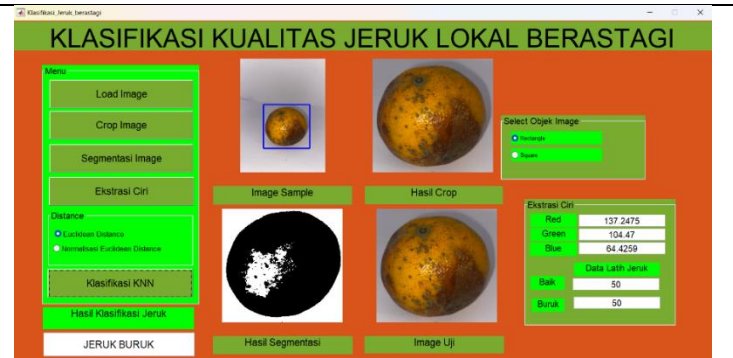 Klasifikasi_Jeruk_berastagi
KLASIFIKASI KUALITAS JERUK LOKAL BERASTAGI
Menu
Load Image
Crop Image
Segmentasi Image
Ekstrasi Ciri
Distance
Euclidean Distance
Normalisasi Euclidean Distance
Klasifikasi KNN
Hasil Klasifikasi Jeruk
JERUK BURUK
Image Sample
Hasil Crop
Hasil Segmentasi
Image Uji
Select Objek Image
Rectangle
Square
Ekstrasi Ciri
Red 137.2475
Green 104.47
Blue 64.4259
Data Latih Jeruk
Baik 50
Buruk 50